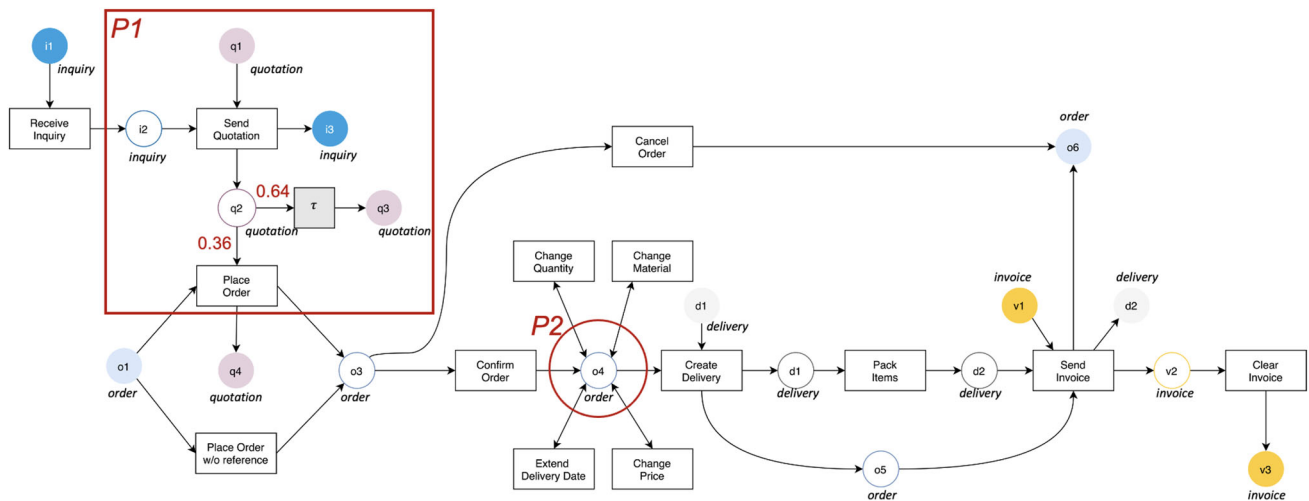 P1
i1
inquiry
q1
quotation
Receive
Inquiry
i2
inquiry
Send
Quotation
i3
inquiry
Cancel
Order
order
o6
q2
quotation
0.64
τ
q3
quotation
0.36
Place
Order
Change
Quantity
Change
Material
P2
d1
delivery
invoice
v1
delivery
d2
o1
order
q4
quotation
o3
order
Confirm
Order
o4
order
Create
Delivery
d1
delivery
Pack
Items
d2
delivery
Send
Invoice
v2
invoice
Clear
Invoice
Place Order
w/o reference
Extend
Delivery Date
Change
Price
o5
order
v3
invoice